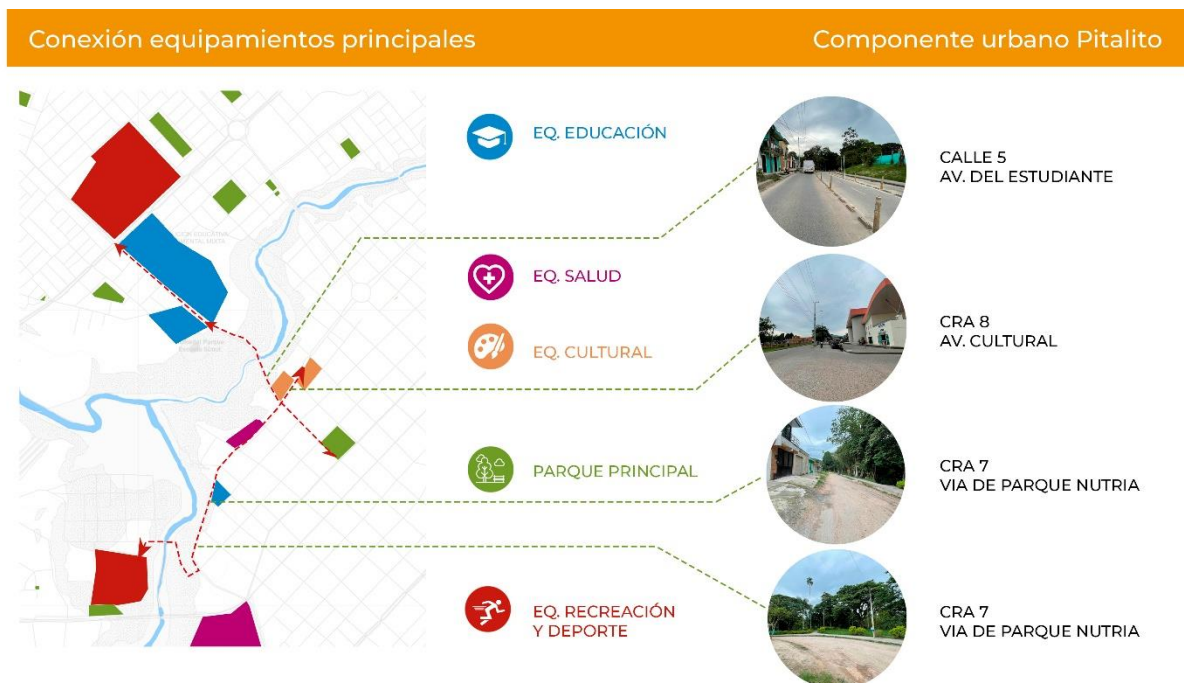 Conexión equipamientos principales
Componente urbano Pitalito
EQ. EDUCACIÓN
CALLE 5
AV. DEL ESTUDIANTE
EQ. SALUD
EQ. CULTURAL
CRA 8
AV. CULTURAL
PARQUE PRINCIPAL
CRA 7
VIA DE PARQUE NUTRIA
EQ. RECREACIÓN
Y DEPORTE
CRA 7
VIA DE PARQUE NUTRIA